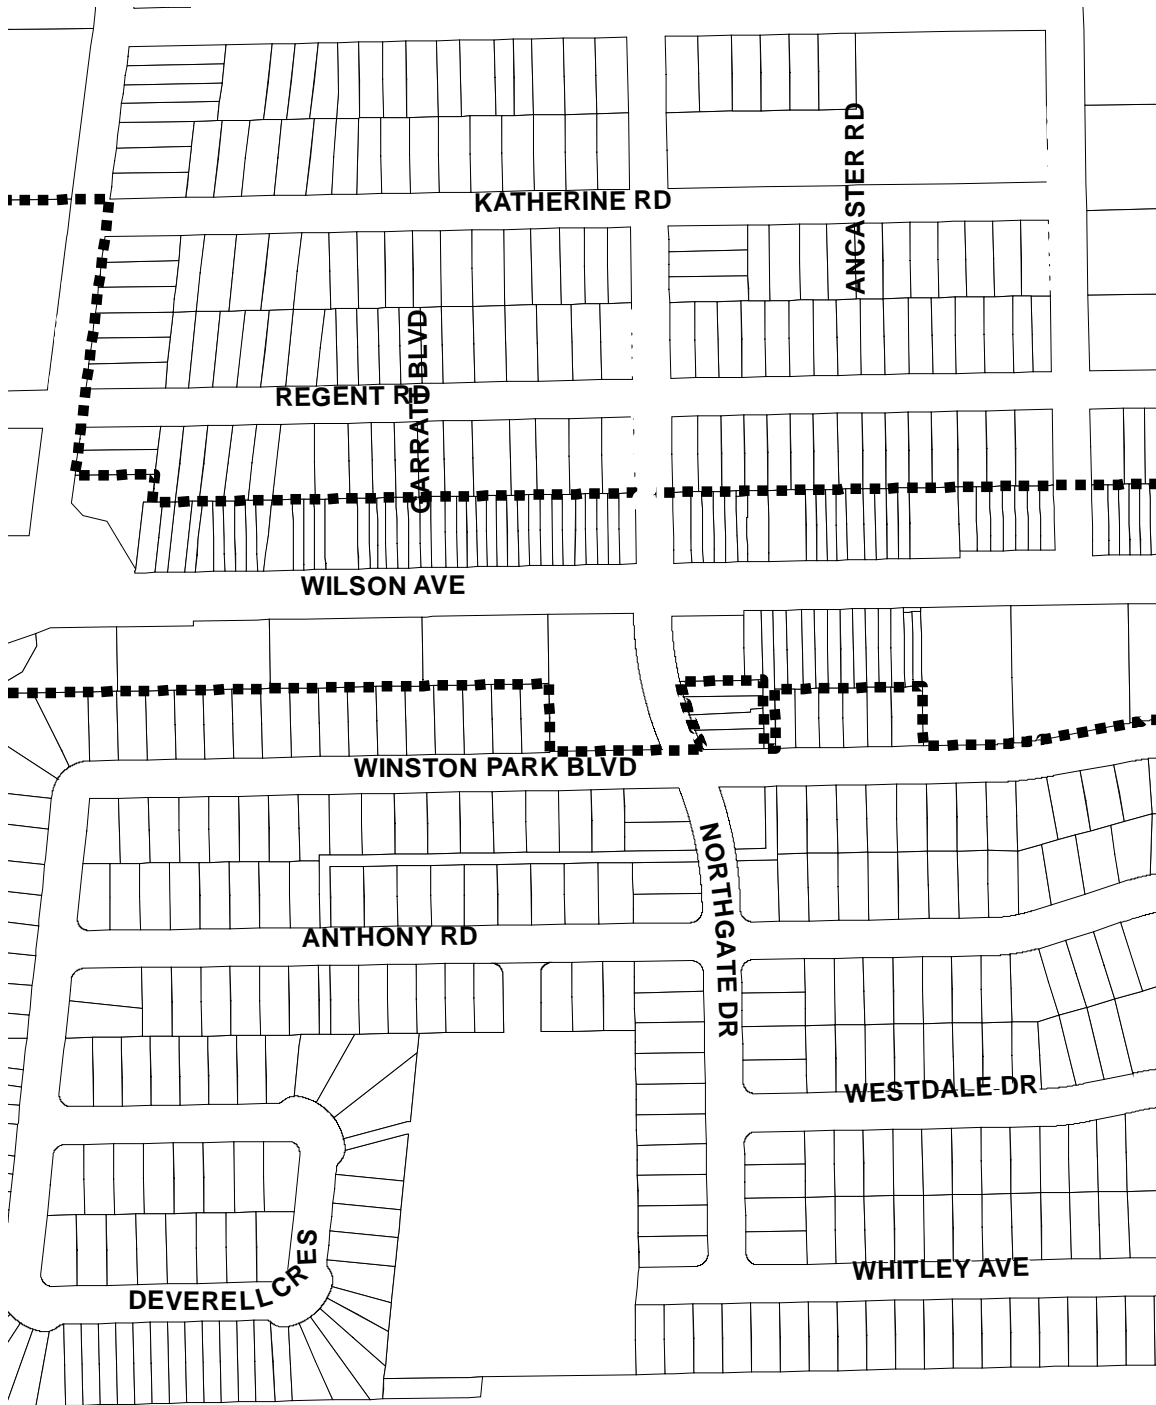 KATHERINE RD
ANCASTER RD
REGENT RD
GARRATT BLVD
WILSON AVE
WINSTON PARK BLVD
NORTHGATE DR
ANTHONY RD
WESTDALE DR
WHITLEY AVE
DEVERELL CRES